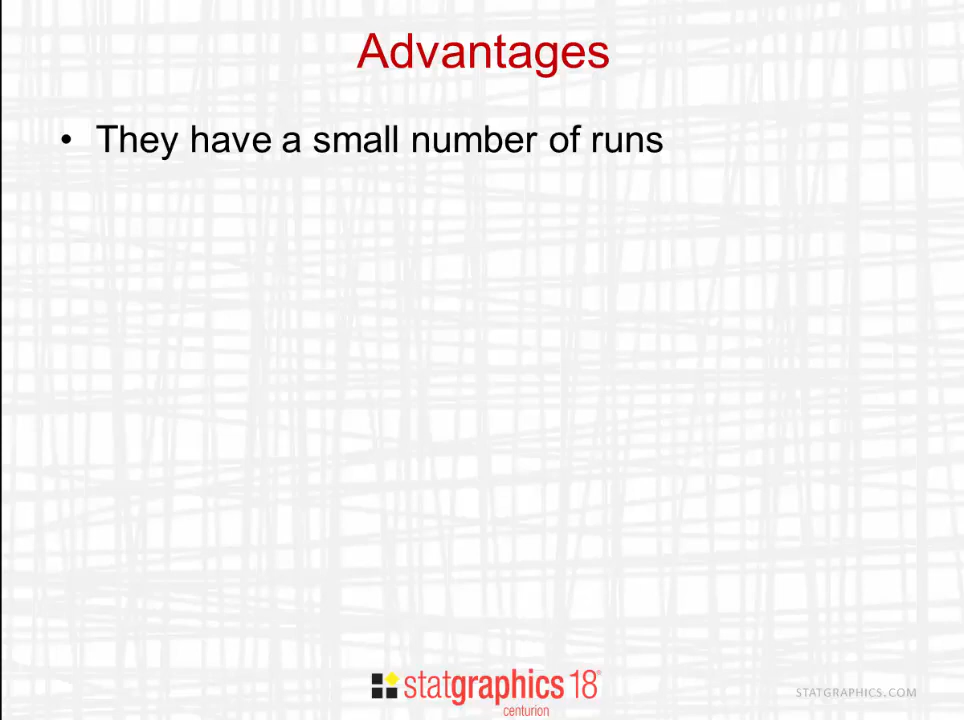 Advantages
• They have a small number of runs
statgraphics 18®
centurion
STATGRAPHICS.COM